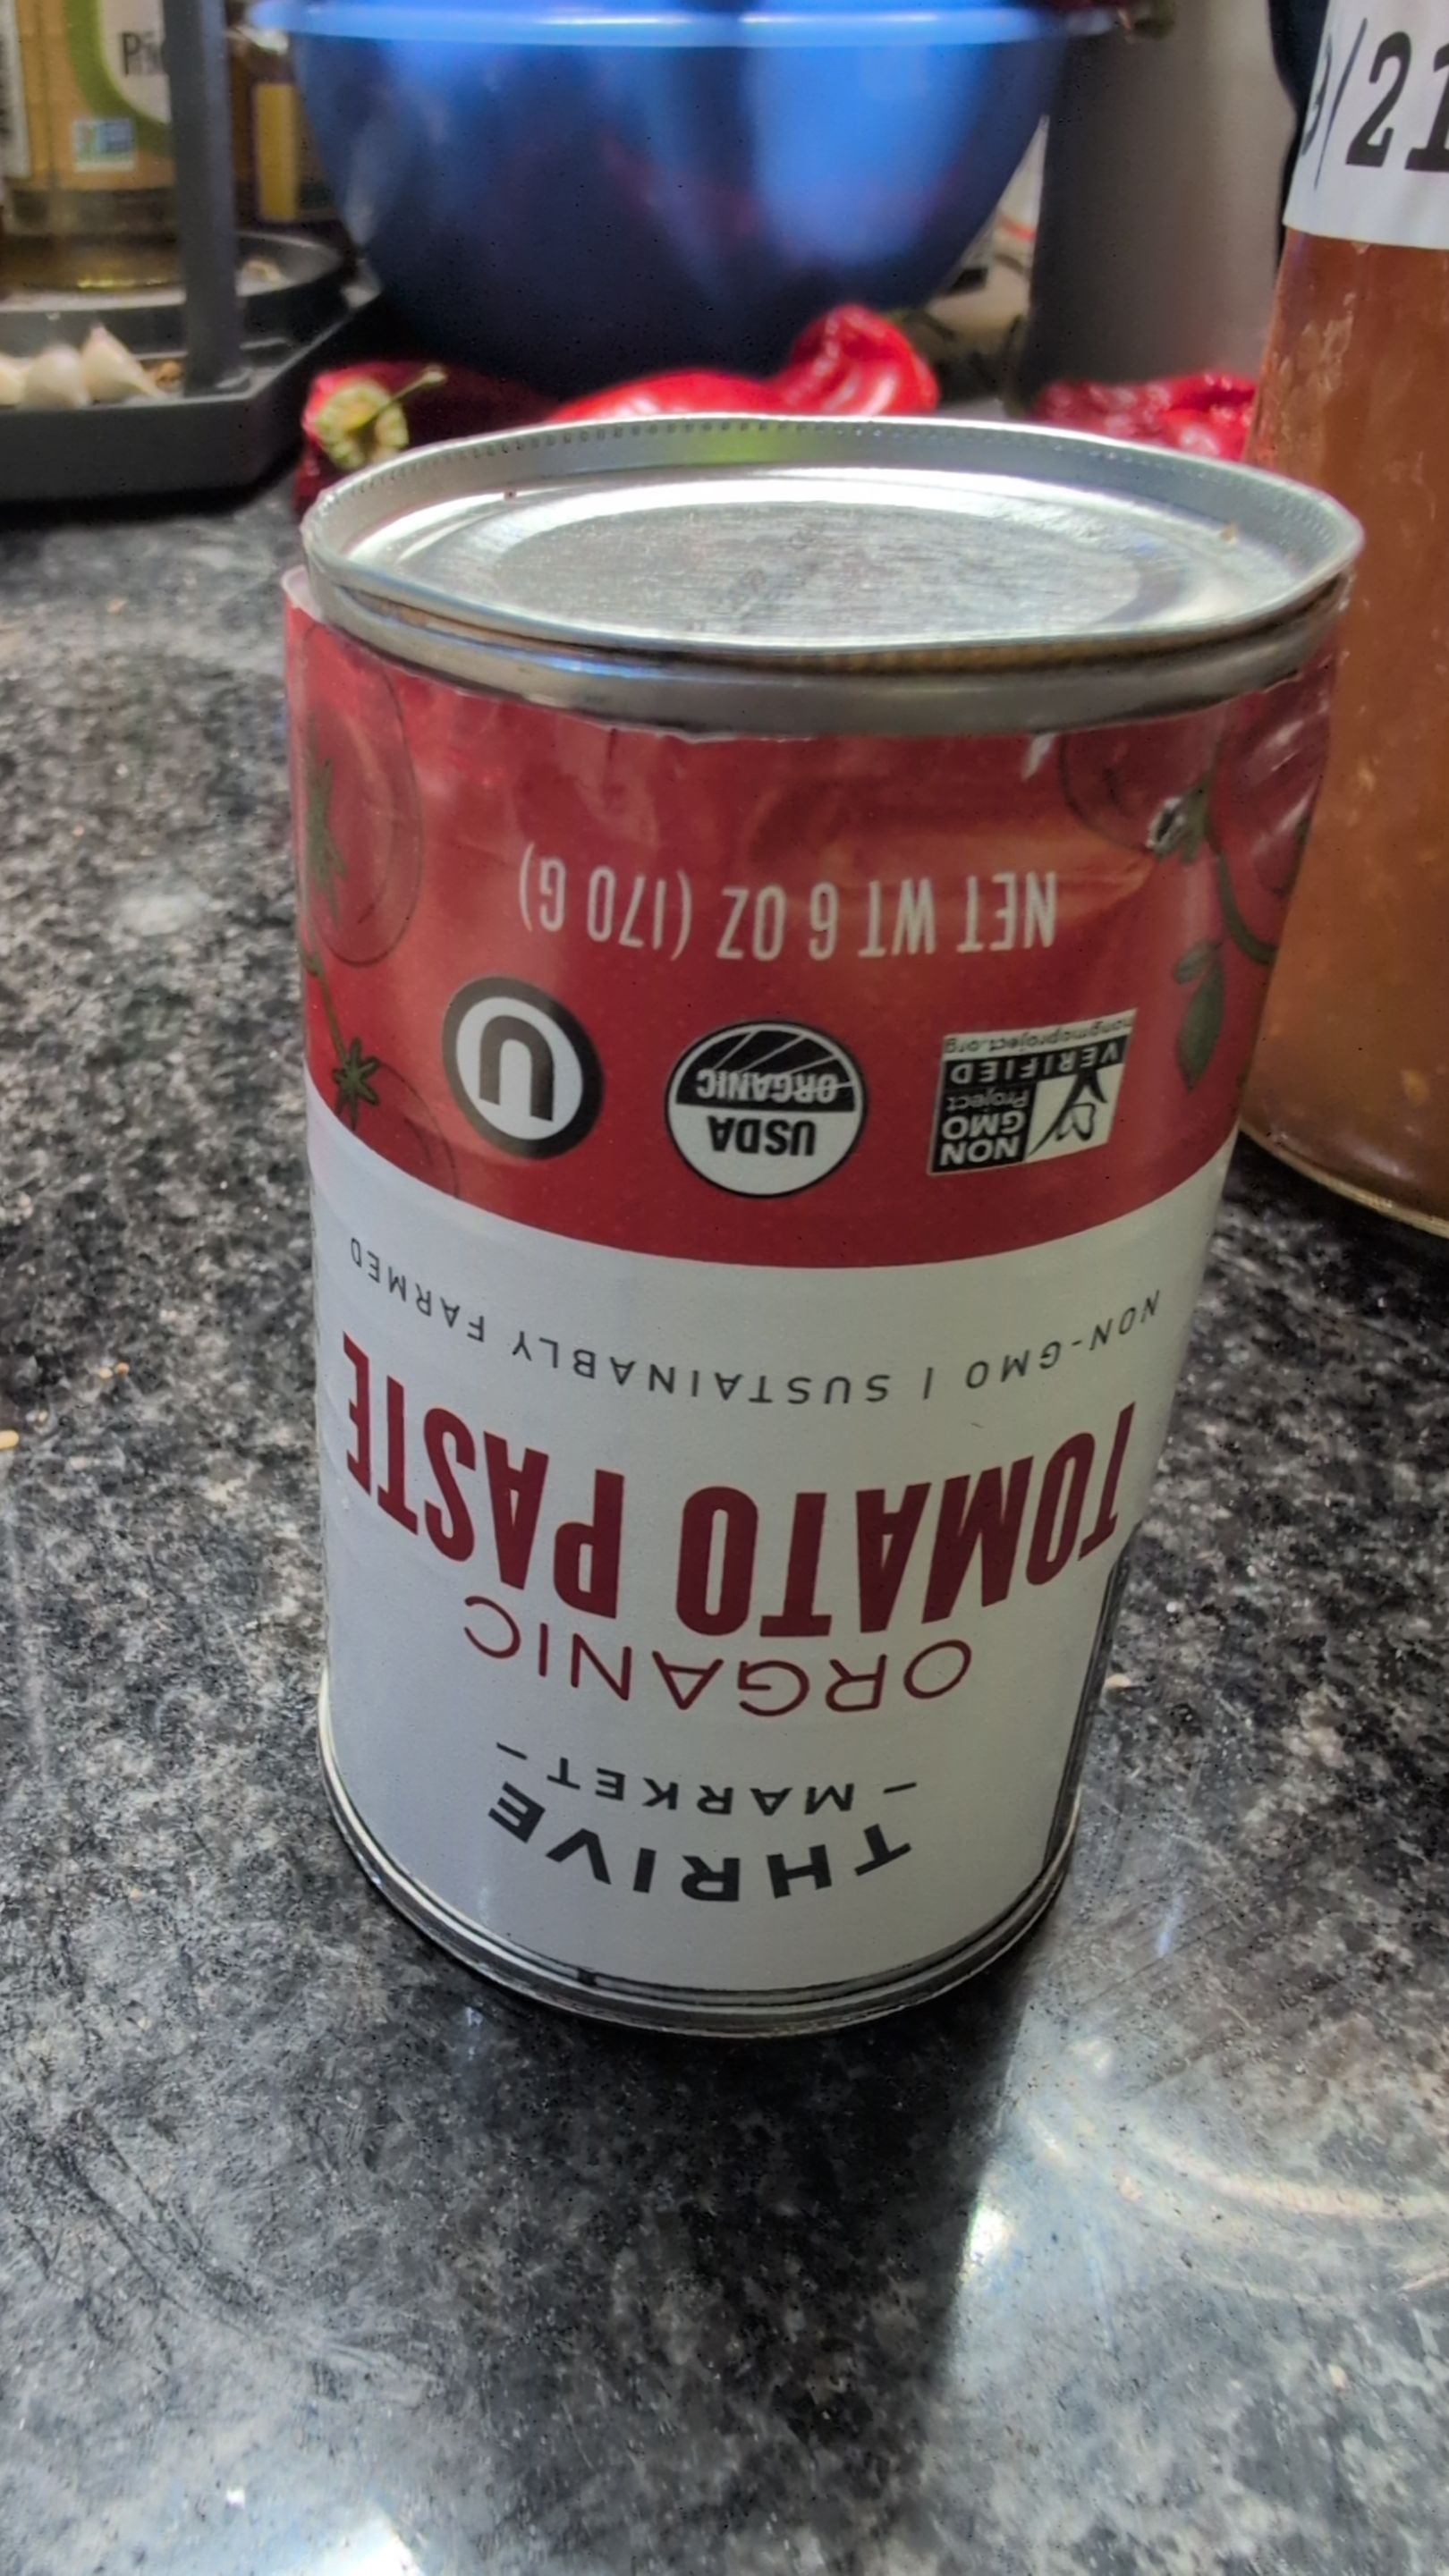 THRIVE
– MARKET –
ORGANIC
TOMATO PASTE
NON-GMO | SUSTAINABLY FARMED
NON
GMO
Project
VERIFIED
nongmoproject.org
USDA
ORGANIC
U
NET WT 6 OZ (170 G)
/21